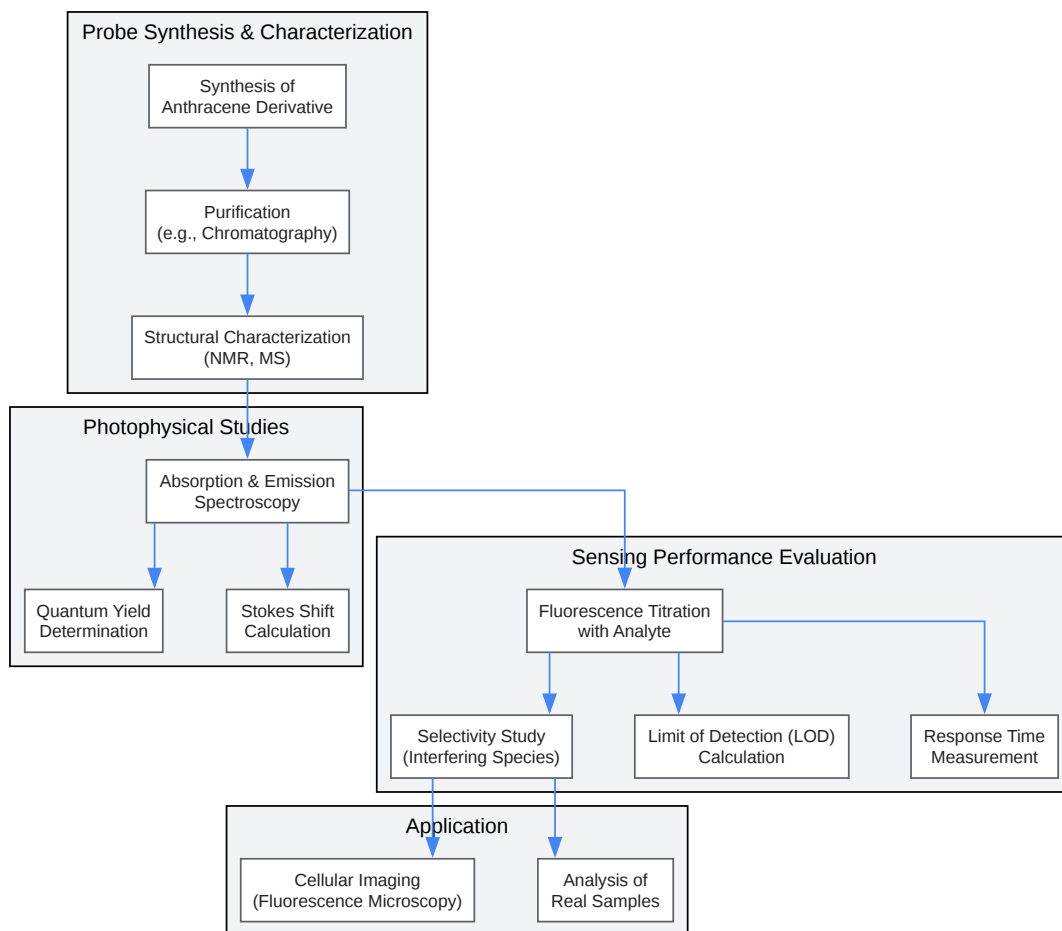 Probe Synthesis & Characterization
Synthesis of
Anthracene Derivative
Purification
(e.g., Chromatography)
Structural Characterization
(NMR, MS)
Photophysical Studies
Absorption & Emission
Spectroscopy
Quantum Yield
Determination
Stokes Shift
Calculation
Sensing Performance Evaluation
Fluorescence Titration
with Analyte
Selectivity Study
(Interfering Species)
Limit of Detection (LOD)
Calculation
Response Time
Measurement
Application
Cellular Imaging
(Fluorescence Microscopy)
Analysis of
Real Samples